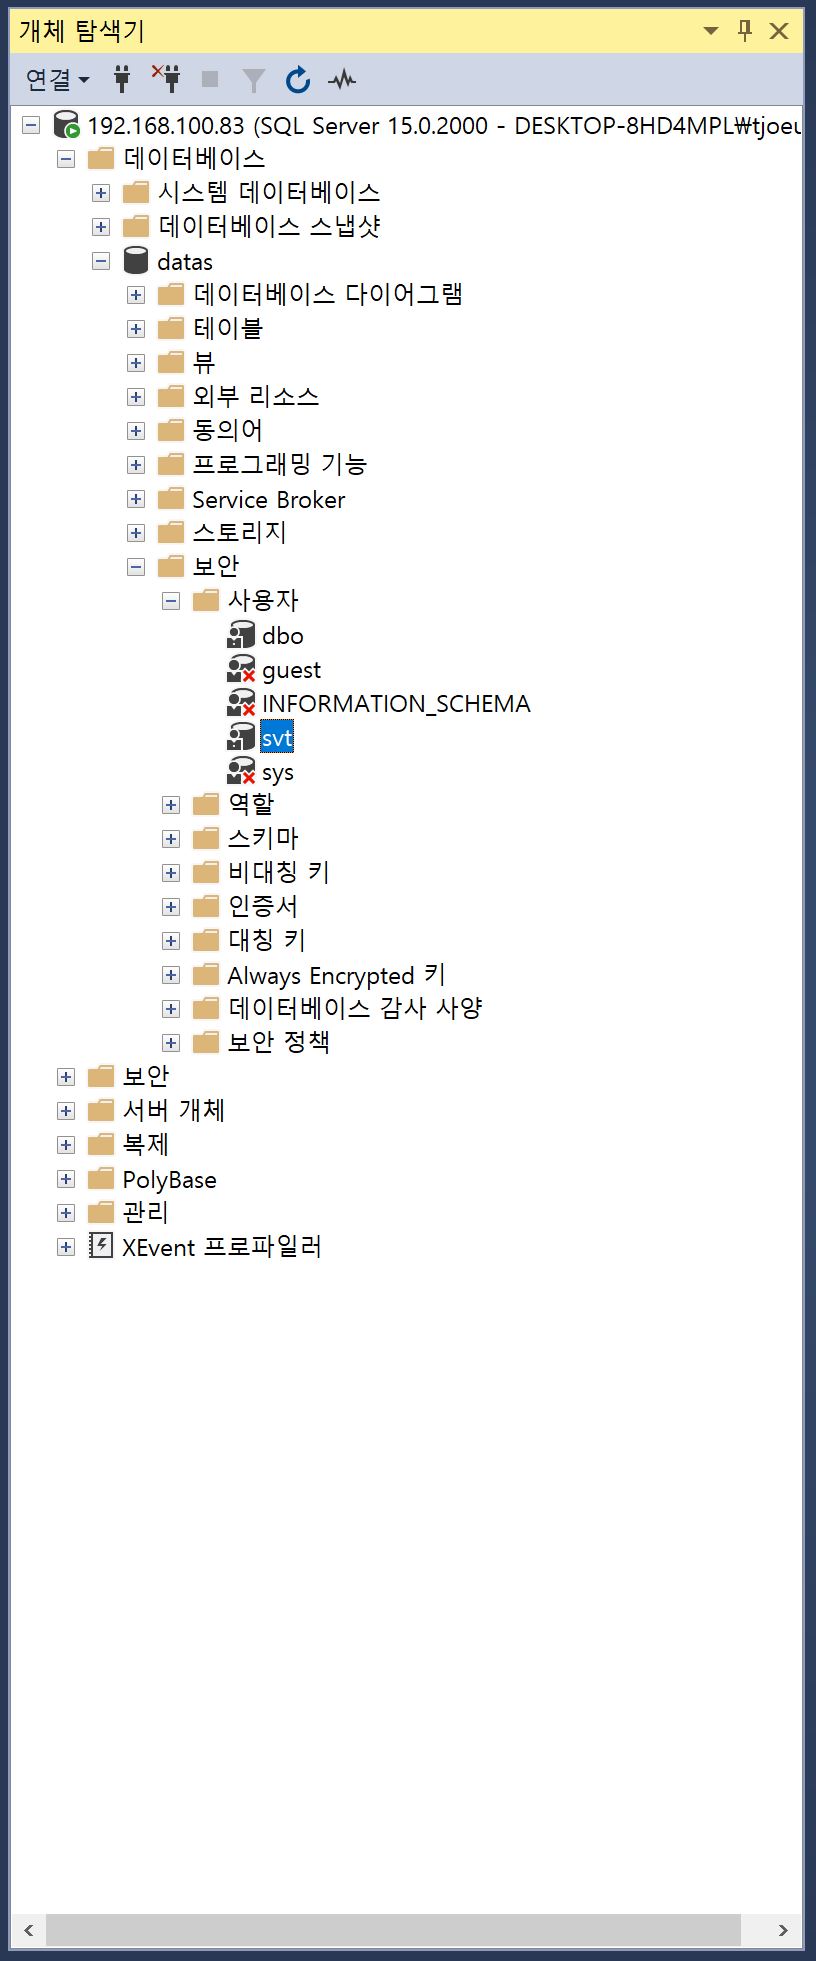 개체 탐색기
연결
192.168.100.83 (SQL Server 15.0.2000 - DESKTOP-8HD4MPL₩tjoeu
데이터베이스
시스템 데이터베이스
데이터베이스 스냅샷
datas
데이터베이스 다이어그램
테이블
뷰
외부 리소스
동의어
프로그래밍 기능
Service Broker
스토리지
보안
사용자
dbo
guest
INFORMATION_SCHEMA
svt
sys
역할
스키마
비대칭 키
인증서
대칭 키
Always Encrypted 키
데이터베이스 감사 사양
보안 정책
보안
서버 개체
복제
PolyBase
관리
XEvent 프로파일러